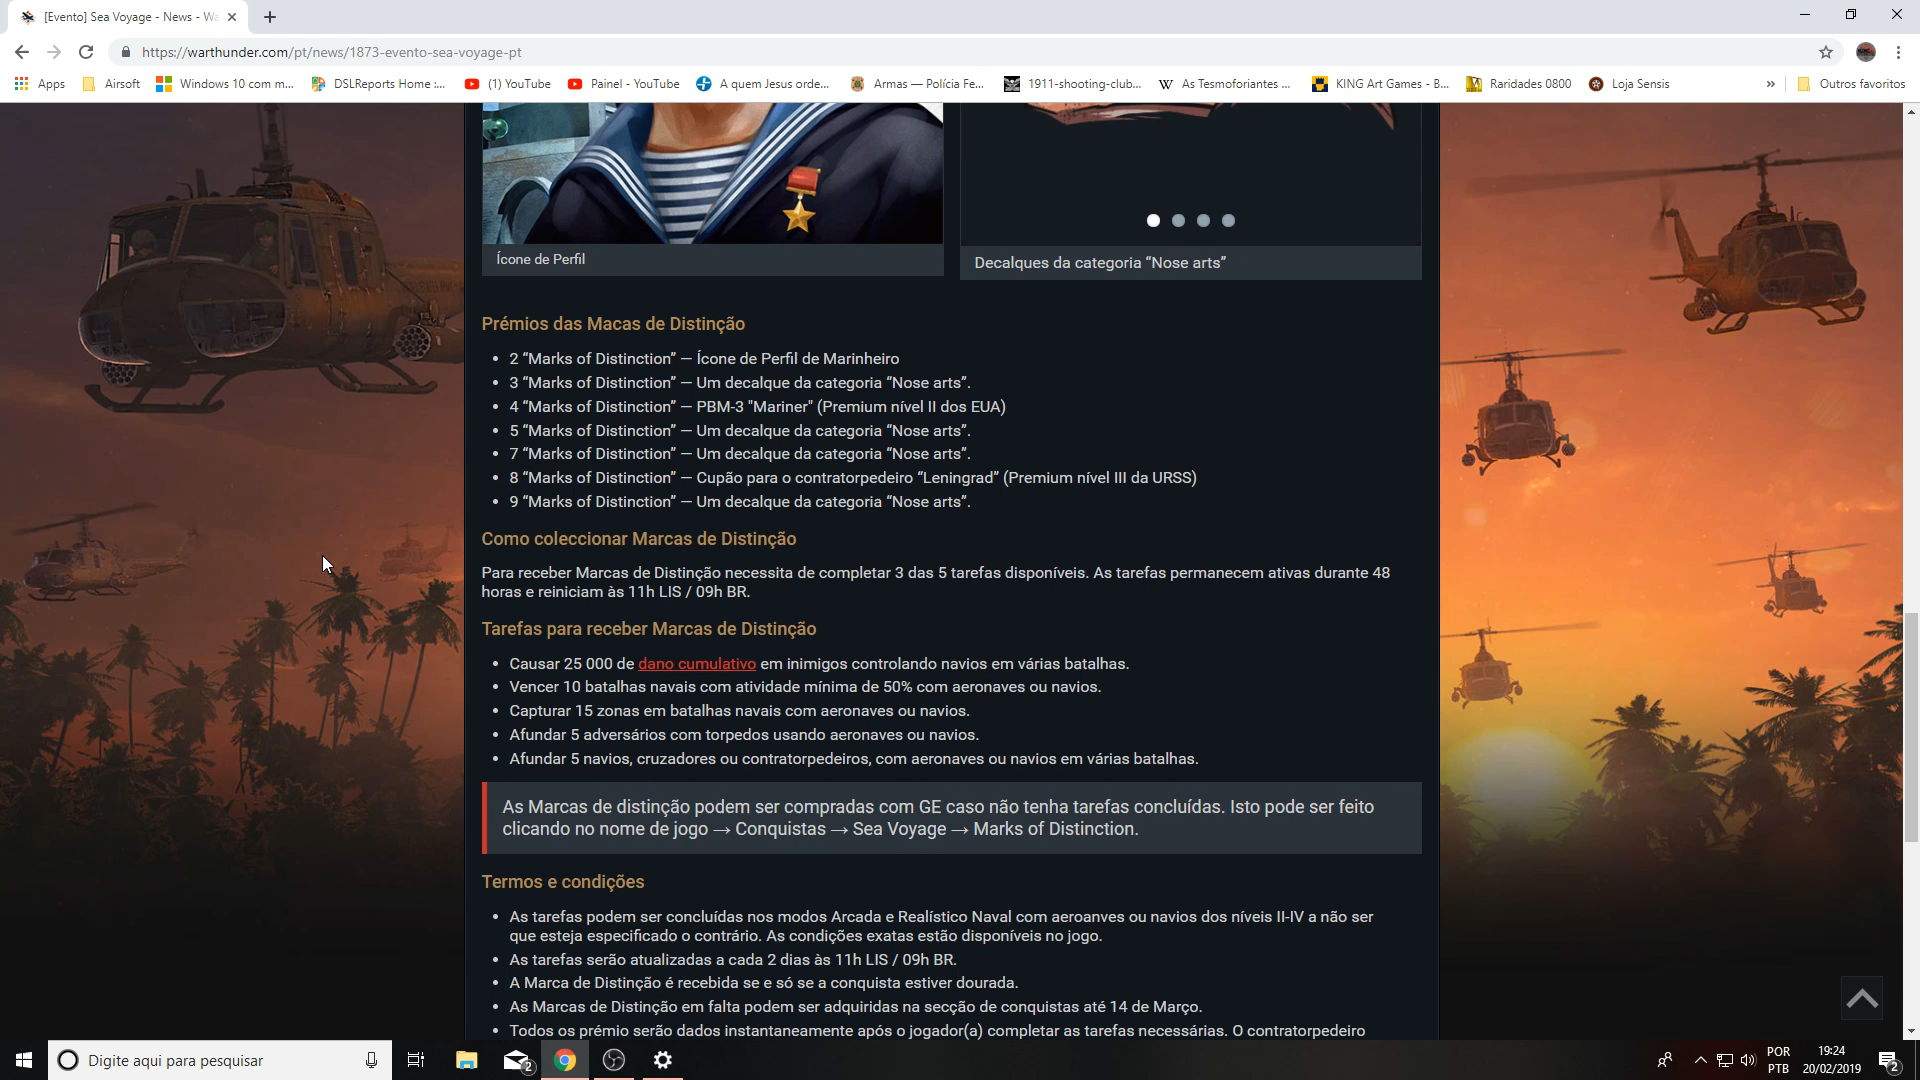 [Evento] Sea Voyage - News - Wa
https://warthunder.com/pt/news/1873-evento-sea-voyage-pt
Apps Airsoft Windows 10 com m... DSLReports Home :... (1) YouTube Painel - YouTube A quem Jesus orde... Armas — Polícia Fe... 1911-shooting-club... As Tesmoforiantes ... KING Art Games - B... Raridades 0800 Loja Sensis » Outros favoritos
Ícone de Perfil
Decalques da categoria “Nose arts”
Prémios das Macas de Distinção
• 2 “Marks of Distinction” — Ícone de Perfil de Marinheiro
• 3 “Marks of Distinction” — Um decalque da categoria “Nose arts”.
• 4 “Marks of Distinction” — PBM-3 "Mariner" (Premium nível II dos EUA)
• 5 “Marks of Distinction” — Um decalque da categoria “Nose arts”.
• 7 “Marks of Distinction” — Um decalque da categoria “Nose arts”.
• 8 “Marks of Distinction” — Cupão para o contratorpedeiro “Leningrad” (Premium nível III da URSS)
• 9 “Marks of Distinction” — Um decalque da categoria “Nose arts”.
Como coleccionar Marcas de Distinção
Para receber Marcas de Distinção necessita de completar 3 das 5 tarefas disponíveis. As tarefas permanecem ativas durante 48
horas e reiniciam às 11h LIS / 09h BR.
Tarefas para receber Marcas de Distinção
• Causar 25 000 de dano cumulativo em inimigos controlando navios em várias batalhas.
• Vencer 10 batalhas navais com atividade mínima de 50% com aeronaves ou navios.
• Capturar 15 zonas em batalhas navais com aeronaves ou navios.
• Afundar 5 adversários com torpedos usando aeronaves ou navios.
• Afundar 5 navios, cruzadores ou contratorpedeiros, com aeronaves ou navios em várias batalhas.
As Marcas de distinção podem ser compradas com GE caso não tenha tarefas concluídas. Isto pode ser feito
clicando no nome de jogo → Conquistas → Sea Voyage → Marks of Distinction.
Termos e condições
• As tarefas podem ser concluídas nos modos Arcada e Realístico Naval com aeroanves ou navios dos níveis II-IV a não ser
que esteja especificado o contrário. As condições exatas estão disponíveis no jogo.
• As tarefas serão atualizadas a cada 2 dias às 11h LIS / 09h BR.
• A Marca de Distinção é recebida se e só se a conquista estiver dourada.
• As Marcas de Distinção em falta podem ser adquiridas na secção de conquistas até 14 de Março.
• Todos os prémio serão dados instantaneamente após o jogador(a) completar as tarefas necessárias. O contratorpedeiro
Digite aqui para pesquisar
2
POR
PTB
19:24
20/02/2019
2